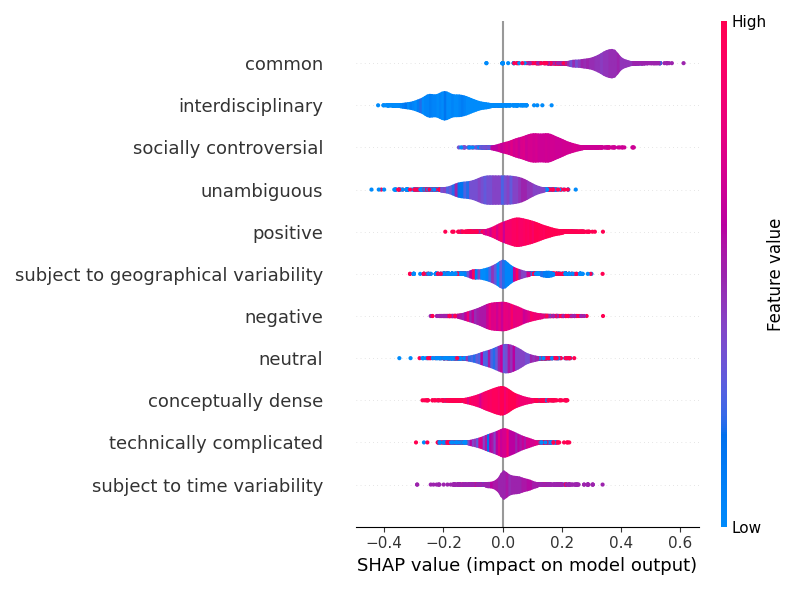 High
common
interdisciplinary
socially controversial
unambiguous
positive
subject to geographical variability
negative
neutral
conceptually dense
technically complicated
subject to time variability
Low
Feature value
−0.4 −0.2 0.0 0.2 0.4 0.6
SHAP value (impact on model output)